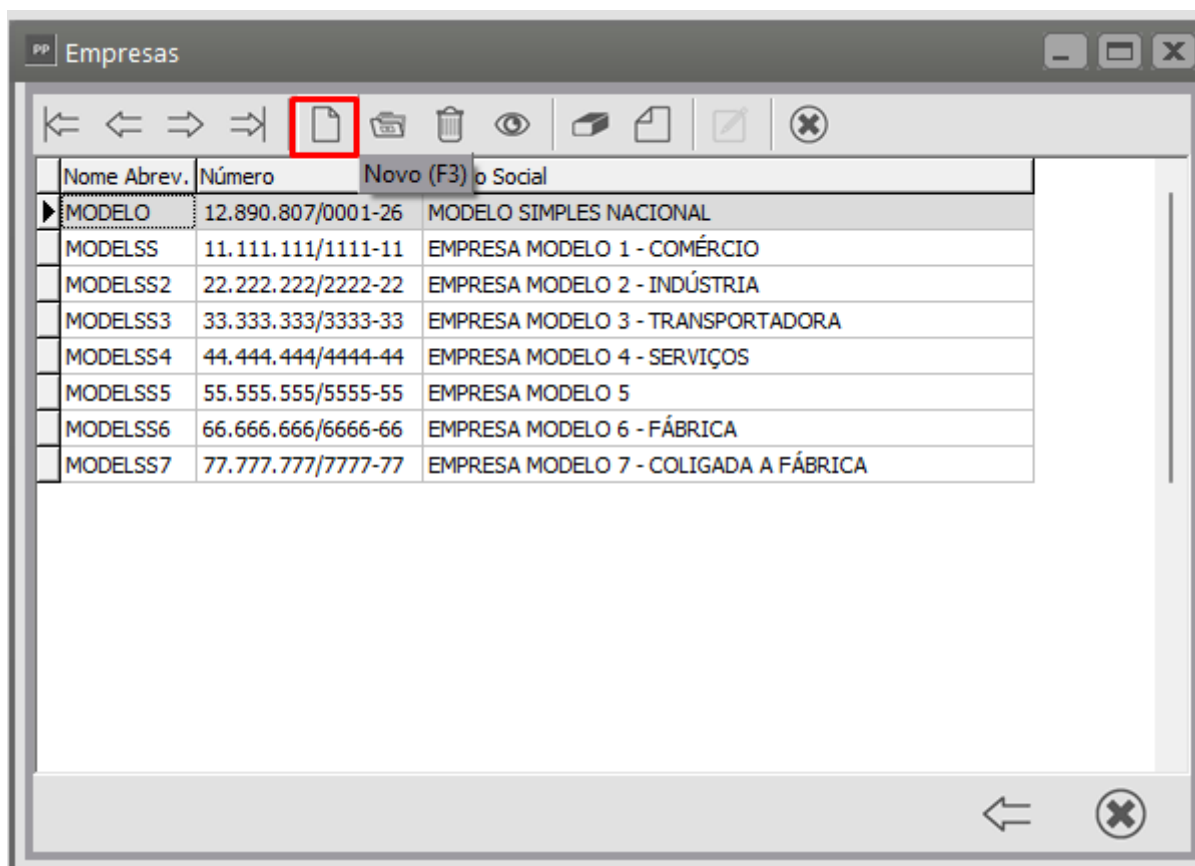 PP Empresas
Nome Abrev. Número Novo (F3) o Social
MODELO 12.890.807/0001-26 MODELO SIMPLES NACIONAL
MODELSS 11.111.111/1111-11 EMPRESA MODELO 1 - COMÉRCIO
MODELSS2 22.222.222/2222-22 EMPRESA MODELO 2 - INDÚSTRIA
MODELSS3 33.333.333/3333-33 EMPRESA MODELO 3 - TRANSPORTADORA
MODELSS4 44.444.444/4444-44 EMPRESA MODELO 4 - SERVIÇOS
MODELSS5 55.555.555/5555-55 EMPRESA MODELO 5
MODELSS6 66.666.666/6666-66 EMPRESA MODELO 6 - FÁBRICA
MODELSS7 77.777.777/7777-77 EMPRESA MODELO 7 - COLIGADA A FÁBRICA